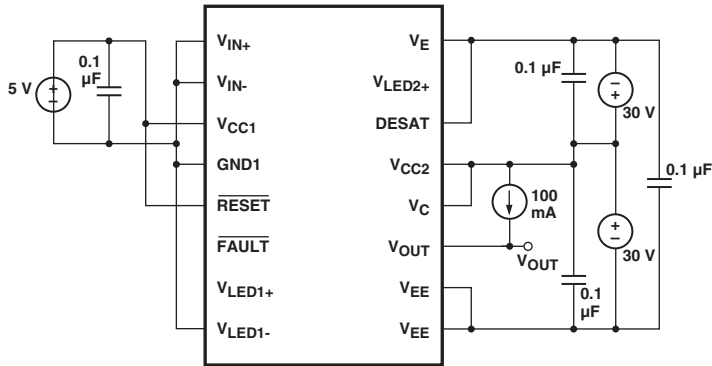 0.1
µF
5 V
+
−
V_IN+
V_IN-
V_CC1
GND1
RESET
FAULT
V_LED1+
V_LED1-
V_E
V_LED2+
DESAT
V_CC2
V_C
V_OUT
V_EE
V_EE
0.1 µF
−
+
30 V
100
mA
V_OUT
0.1
µF
+
−
30 V
0.1 µF